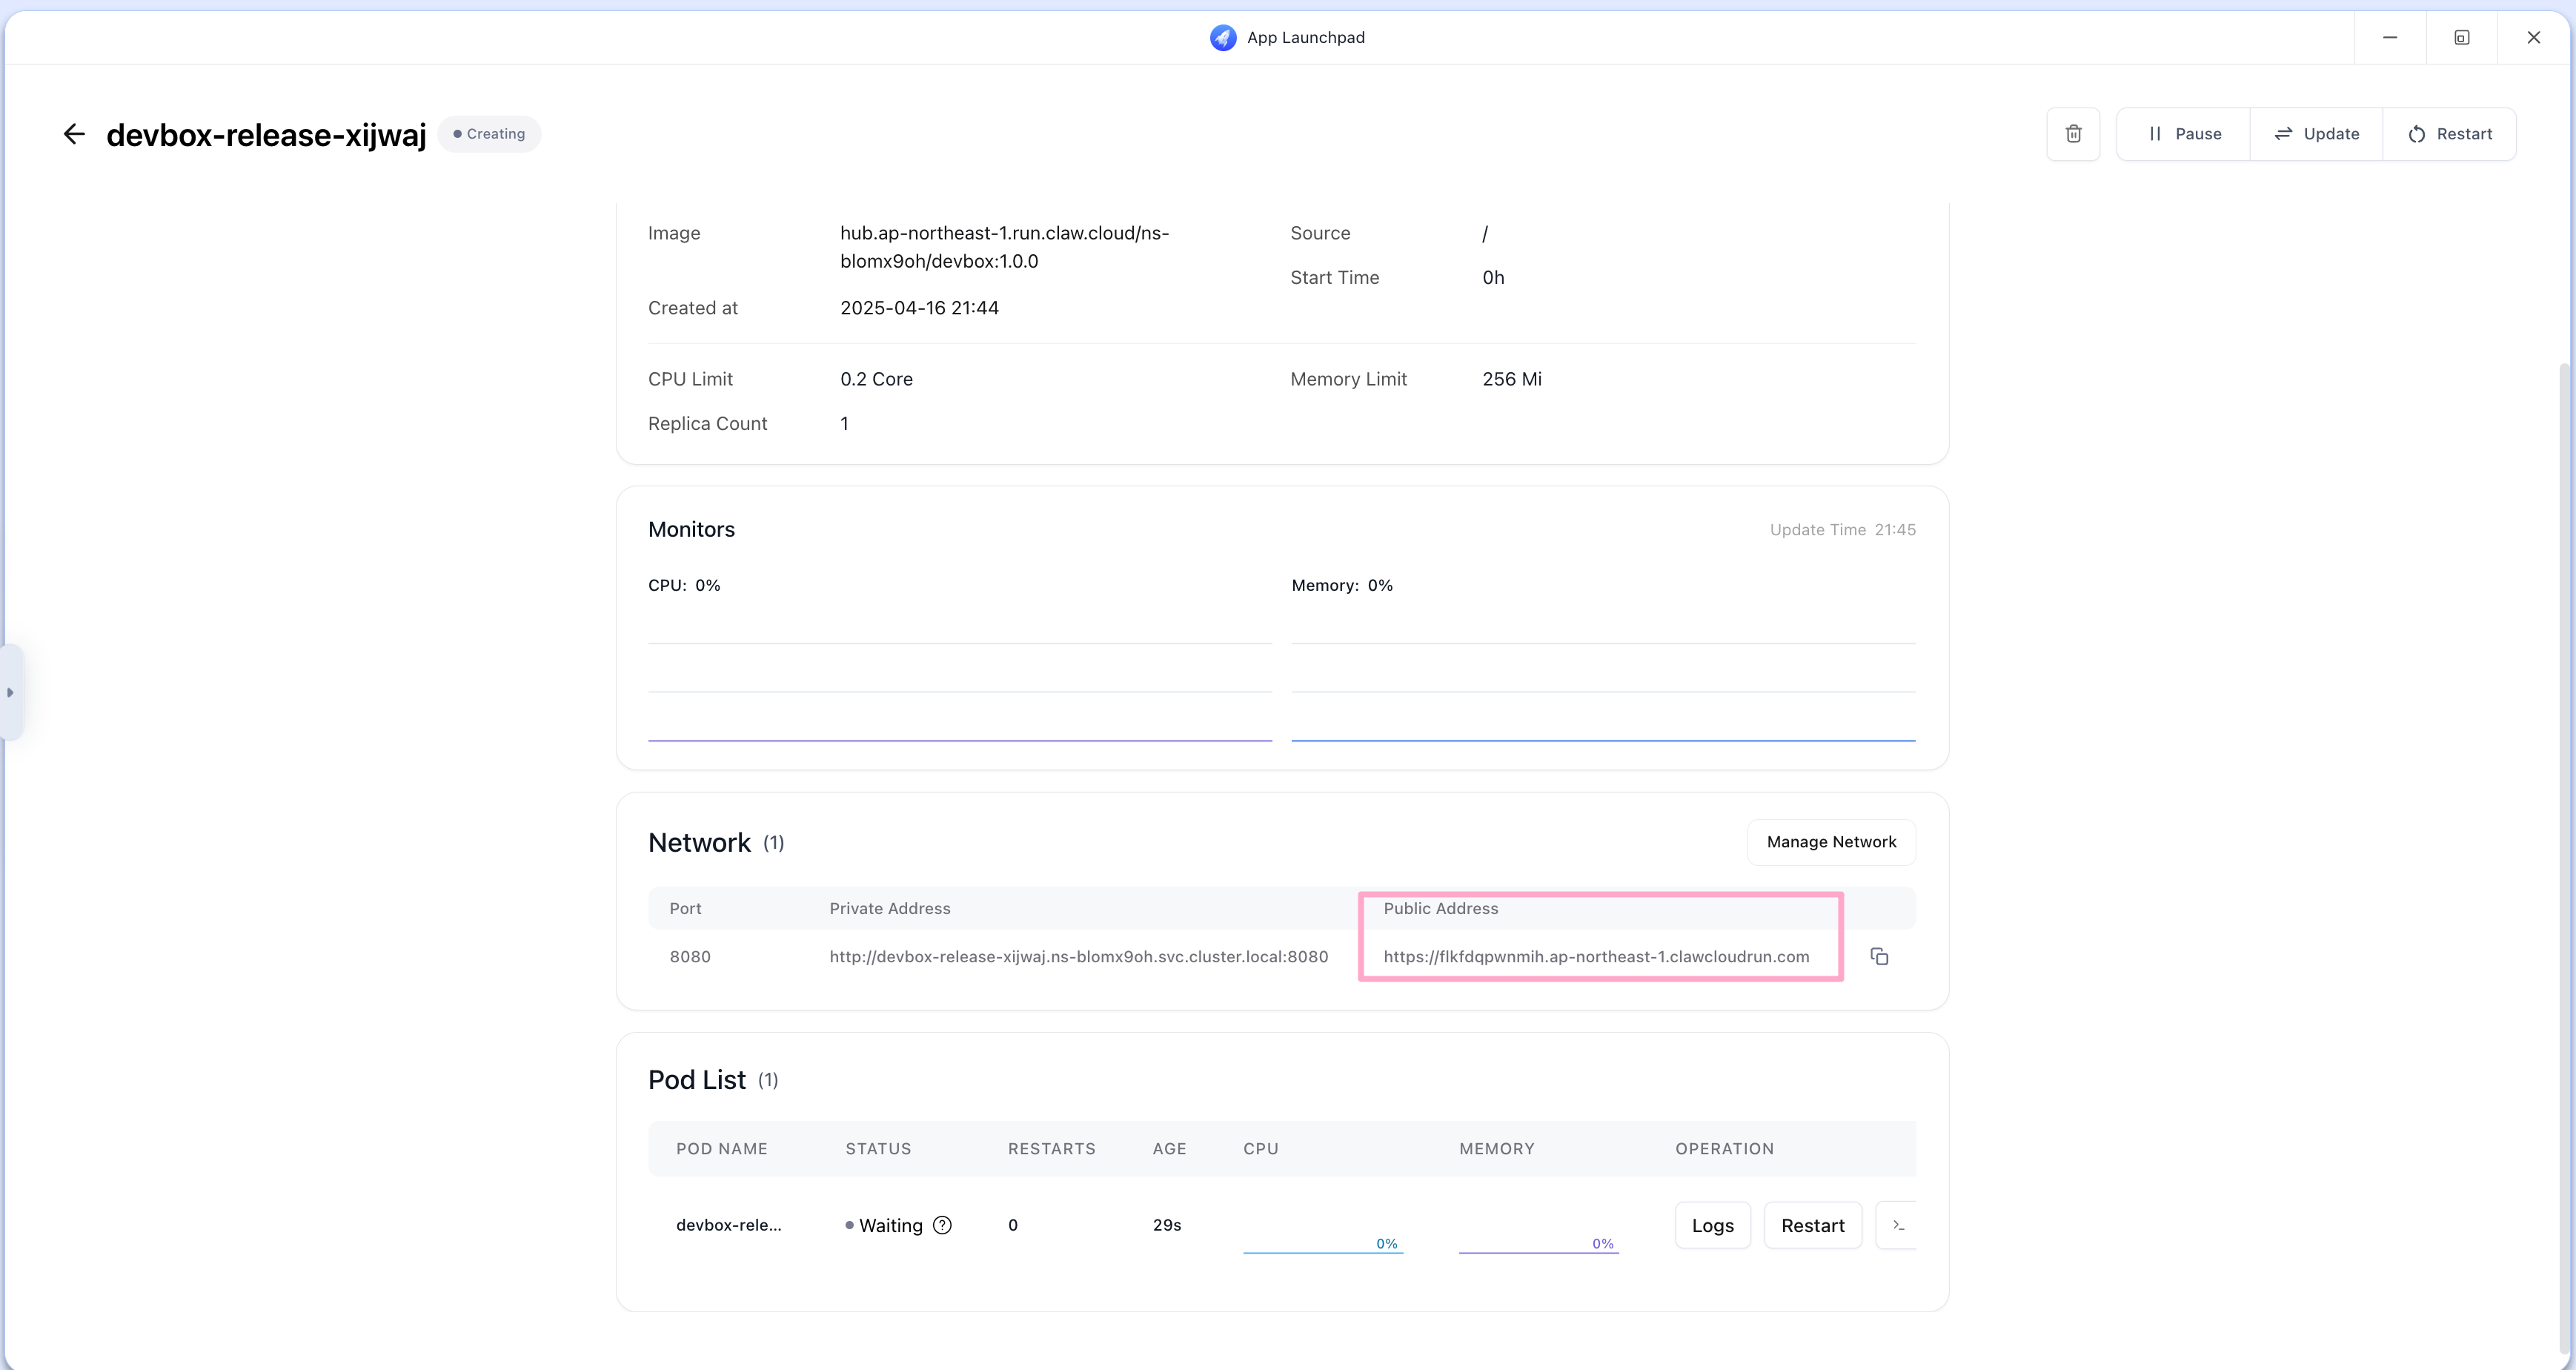 App Launchpad
devbox-release-xijwaj
Creating
Pause
Update
Restart
Image
hub.ap-northeast-1.run.claw.cloud/ns-
blomx9oh/devbox:1.0.0
Source
/
Start Time
0h
Created at
2025-04-16 21:44
CPU Limit
0.2 Core
Memory Limit
256 Mi
Replica Count
1
Monitors
Update Time 21:45
CPU: 0%
Memory: 0%
Network (1)
Manage Network
Port
Private Address
Public Address
8080
http://devbox-release-xijwaj.ns-blomx9oh.svc.cluster.local:8080
https://flkfdqpwnmih.ap-northeast-1.clawcloudrun.com
Pod List (1)
POD NAME
STATUS
RESTARTS
AGE
CPU
MEMORY
OPERATION
devbox-rele...
Waiting
0
29s
0%
0%
Logs
Restart